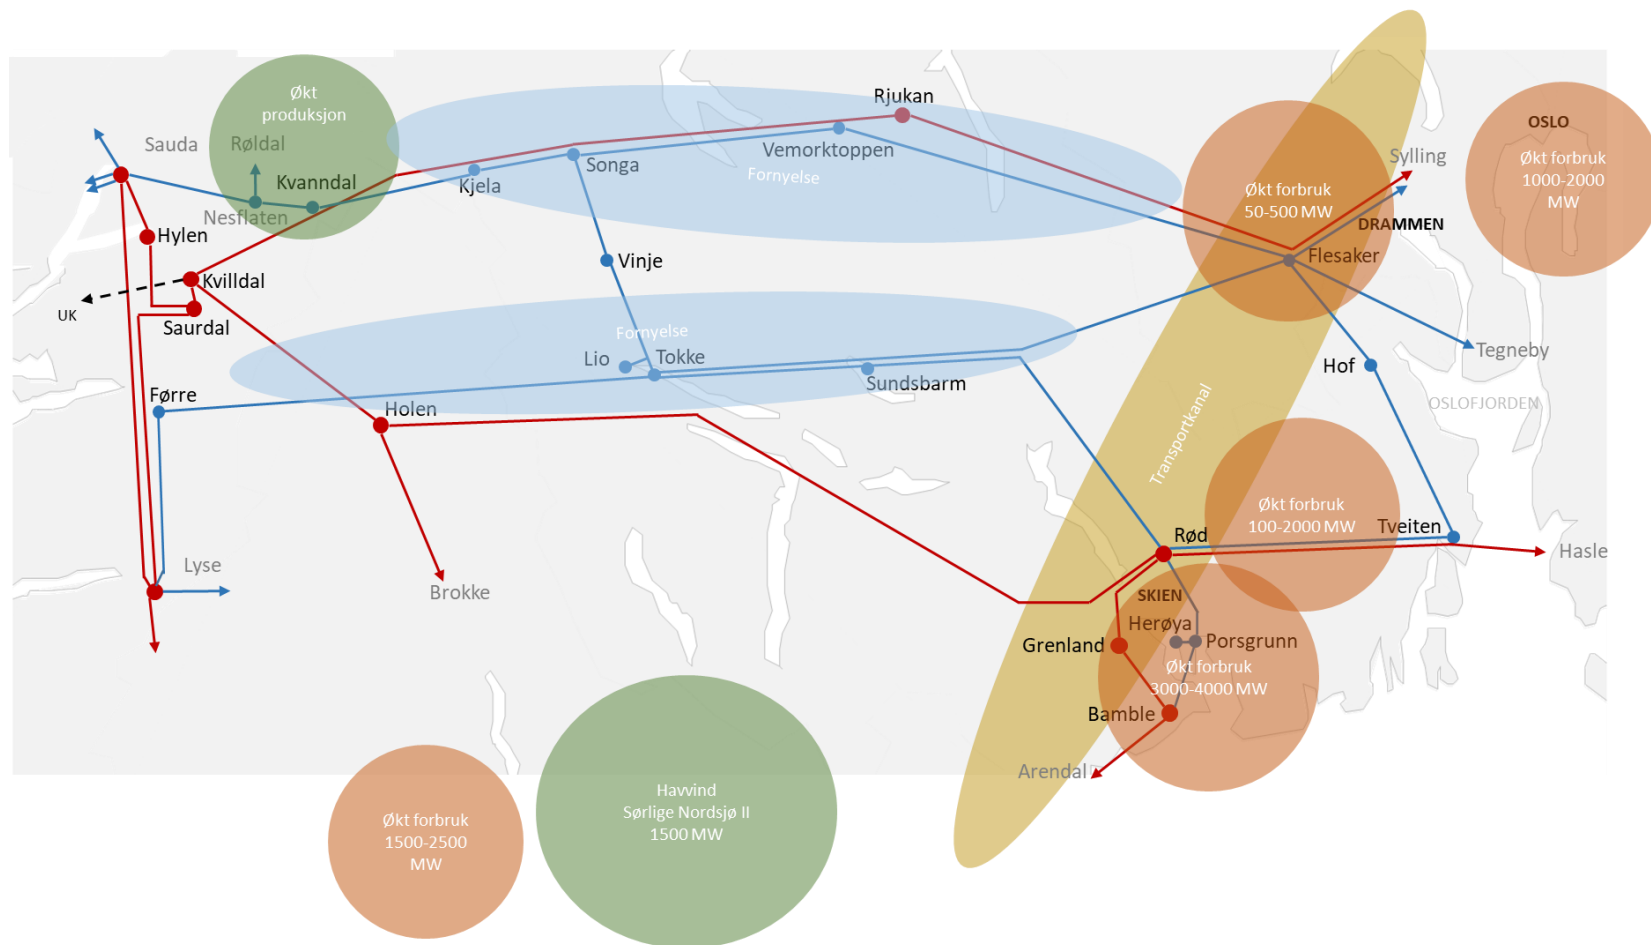 Økt
produksjon
Sauda
Røldal
Kvanndal
Nesflaten
Hylen
Kvilldal
UK
Saurdal
Kjela
Songa
Vemorktoppen
Fornyelse
Rjukan
Vinje
Fornyelse
Lio
Tokke
Sundsbarm
Førre
Holen
Lyse
Brokke
Økt forbruk
50-500 MW
Sylling
DRAMMEN
Flesaker
OSLO
Økt forbruk
1000-2000
MW
Tegneby
Hof
OSLOFJORDEN
Transportkanal
Økt forbruk
100-2000 MW
Tveiten
Rød
Hasle
SKIEN
Herøya
Grenland
Porsgrunn
Økt forbruk
3000-4000 MW
Bamble
Arendal
Økt forbruk
1500-2500
MW
Havvind
Sørlige Nordsjø II
1500 MW